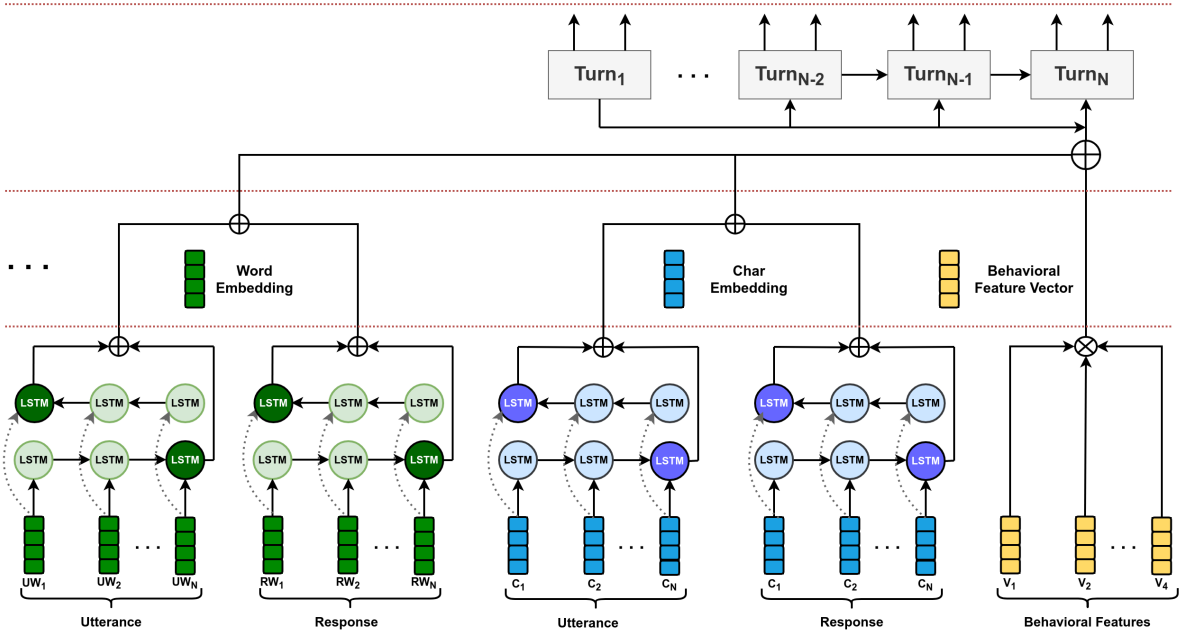 Turn1 . . . TurnN-2 TurnN-1 TurnN
. . .
Word
Embedding
Char
Embedding
Behavioral
Feature Vector
LSTM LSTM LSTM LSTM LSTM LSTM LSTM LSTM LSTM LSTM LSTM LSTM
LSTM LSTM LSTM LSTM LSTM LSTM LSTM LSTM LSTM LSTM LSTM LSTM
. . . . . . . . . . . . . . .
UW1 UW2 UWN RW1 RW2 RWN C1 C2 CN C1 C2 CN V1 V2 V4
Utterance Response Utterance Response Behavioral Features